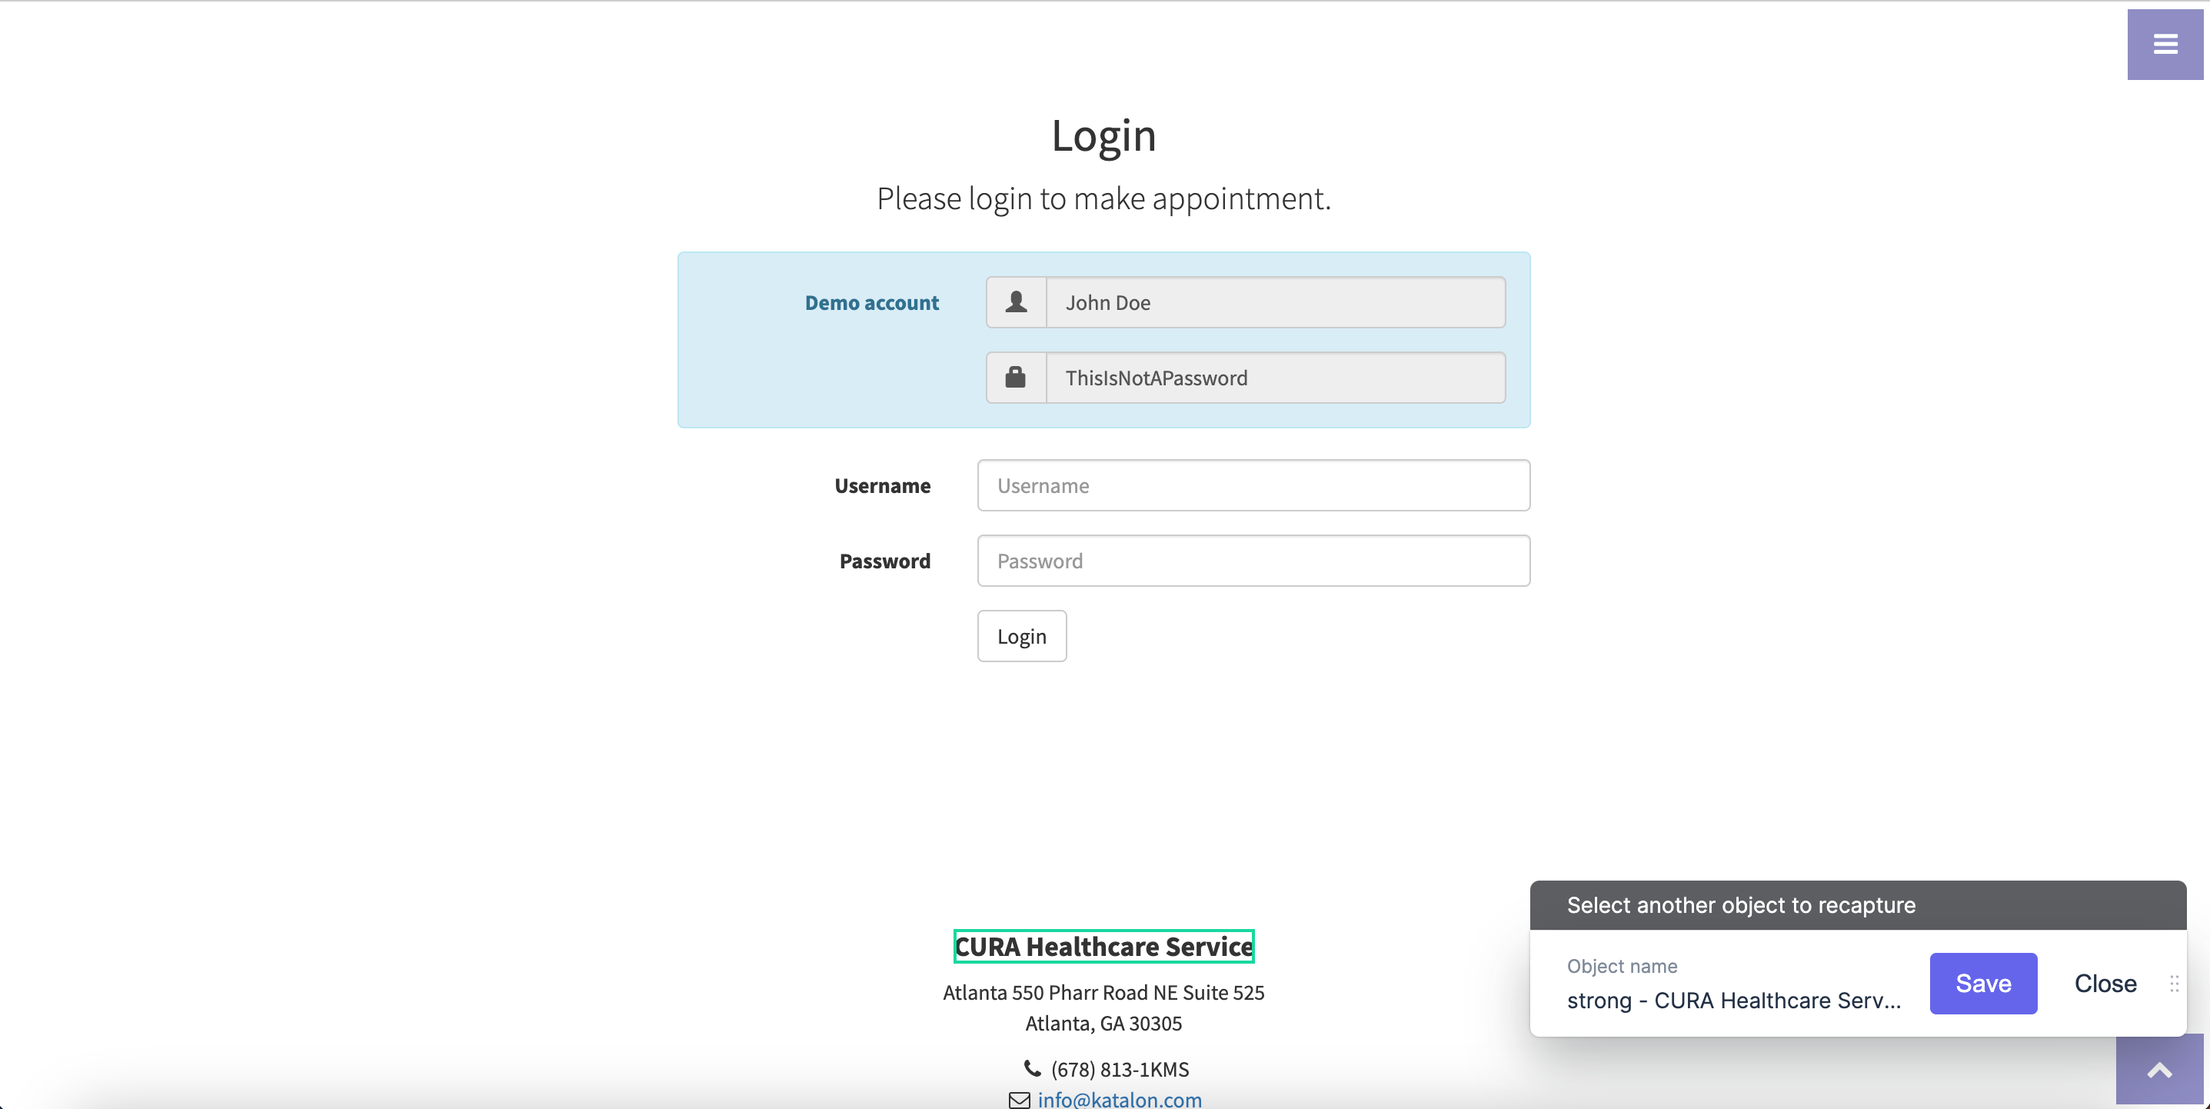 Login
Please login to make appointment.
Demo account
John Doe
ThisIsNotAPassword
Username
Username
Password
Password
Login
CURA Healthcare Service
Atlanta 550 Pharr Road NE Suite 525
Atlanta, GA 30305
(678) 813-1KMS
info@katalon.com
Select another object to recapture
Object name
strong - CURA Healthcare Serv...
Save
Close